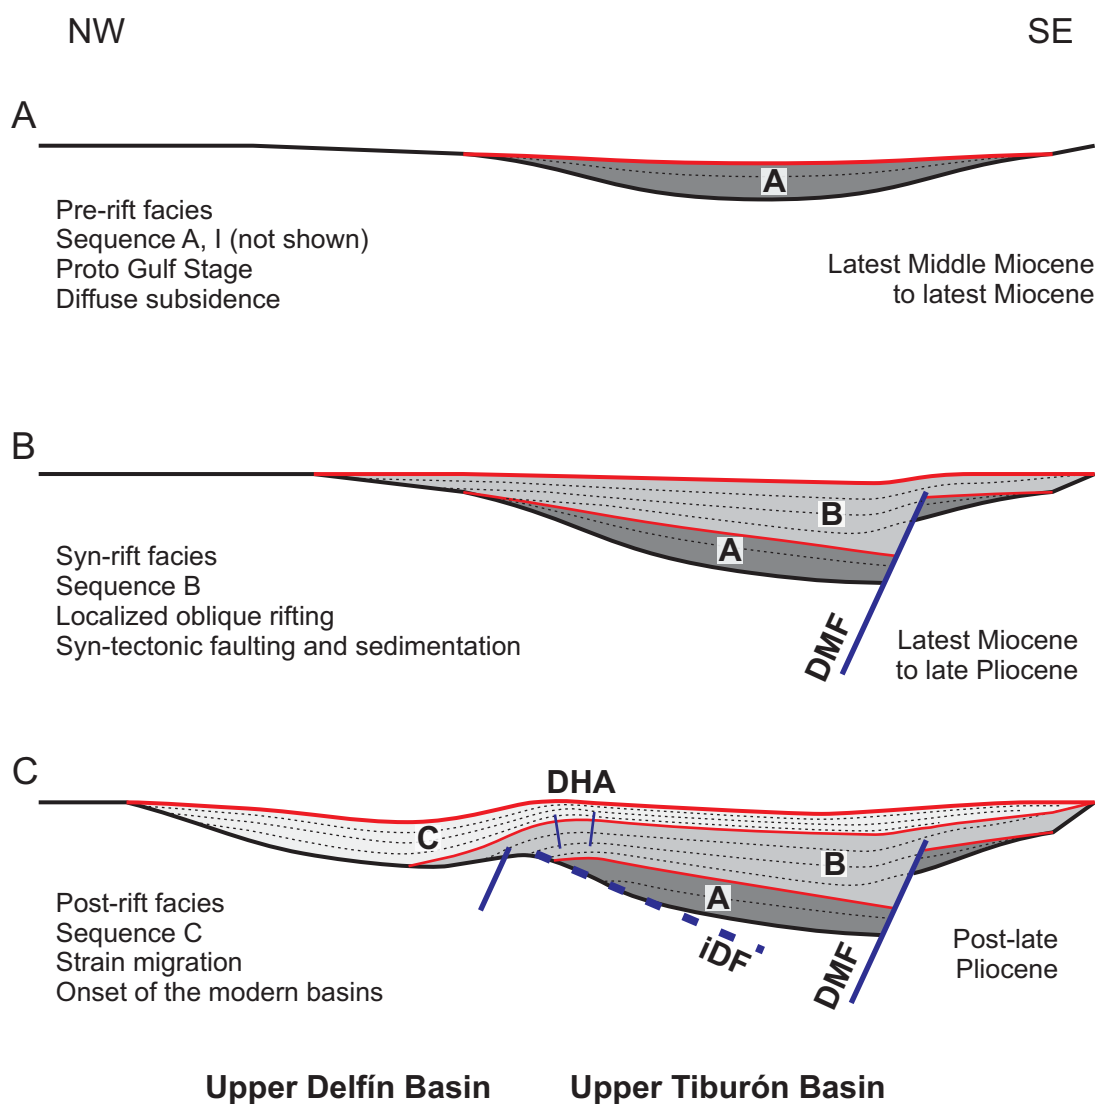 NW
SE
A
A
Pre-rift facies
Sequence A, I (not shown)
Proto Gulf Stage
Diffuse subsidence
Latest Middle Miocene
to latest Miocene
B
B
A
Syn-rift facies
Sequence B
Localized oblique rifting
Syn-tectonic faulting and sedimentation
DMF
Latest Miocene
to late Pliocene
C
DHA
C
B
A
Post-rift facies
Sequence C
Strain migration
Onset of the modern basins
iDF
DMF
Post-late
Pliocene
Upper Delfín Basin
Upper Tiburón Basin